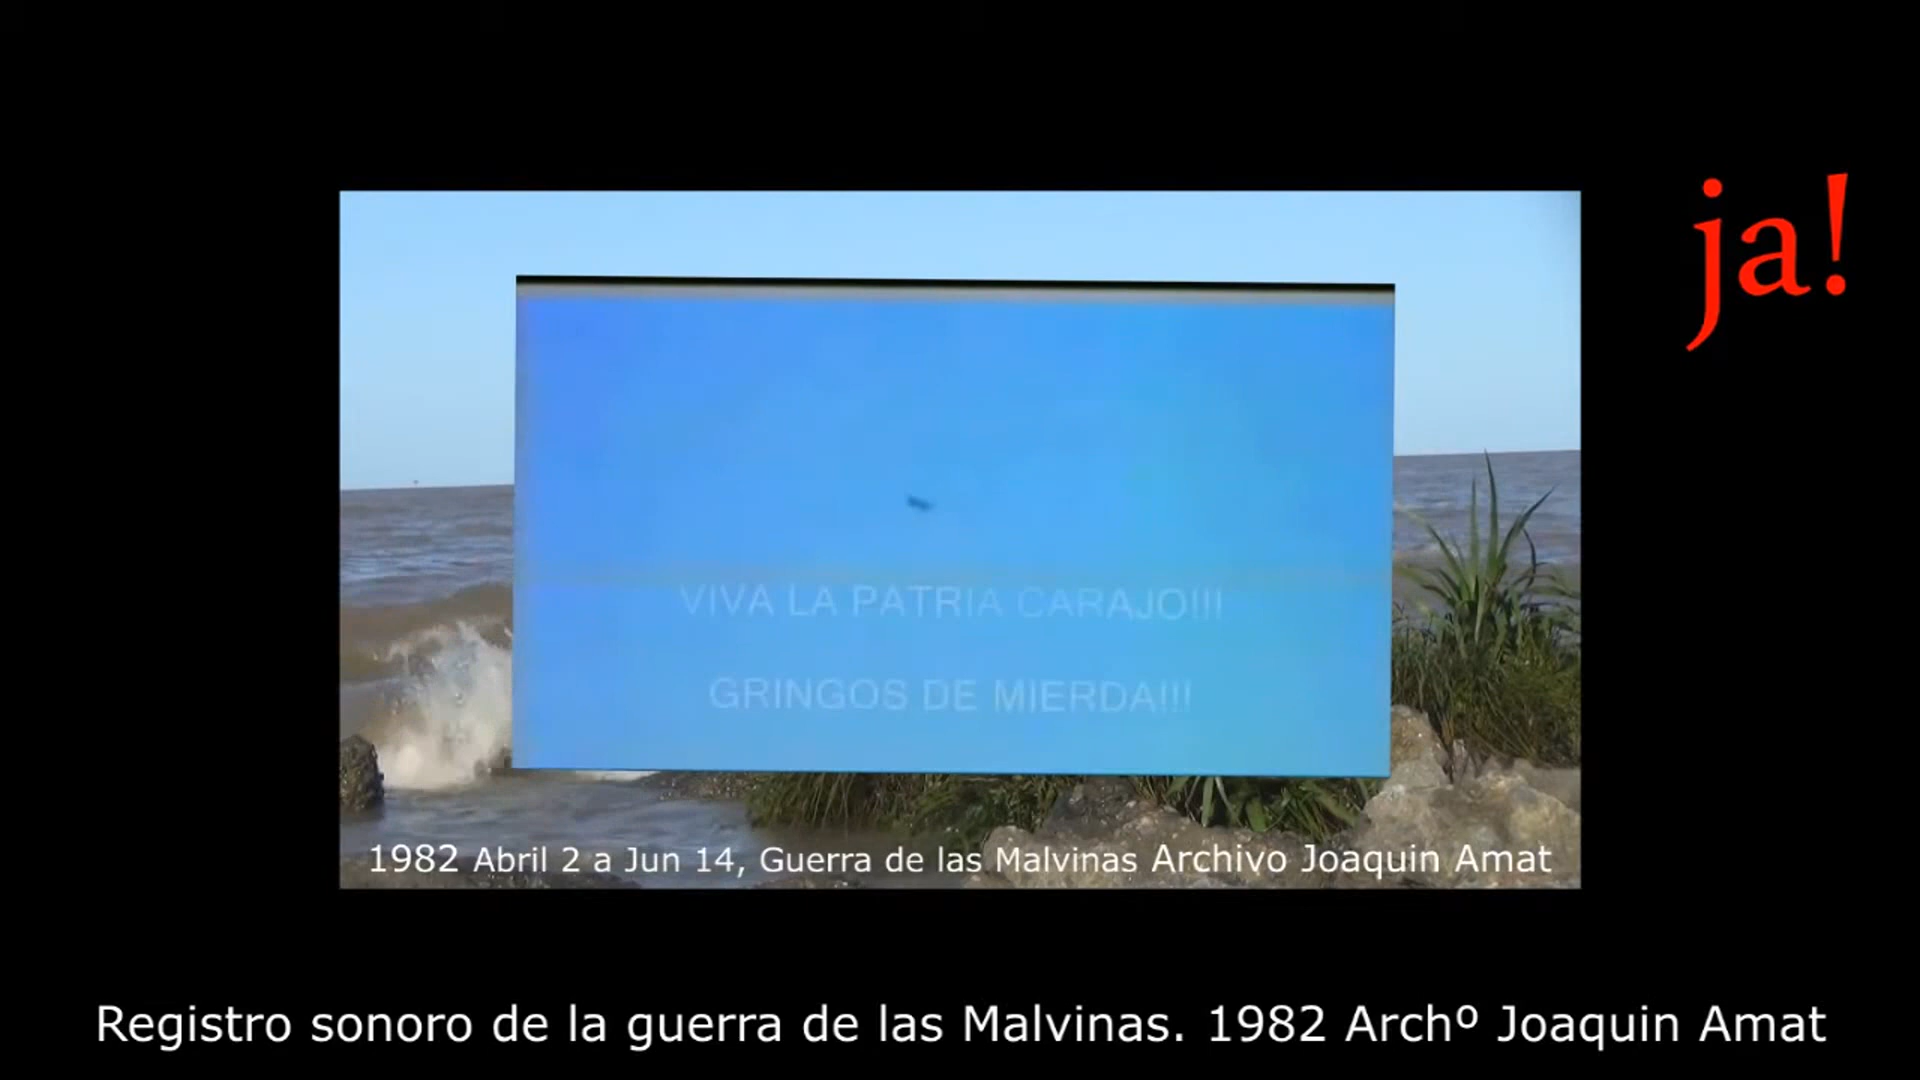 ja!
VIVA LA PATRIA CARAJO!!!
GRINGOS DE MIERDA!!!
1982 Abril 2 a Jun 14, Guerra de las Malvinas Archivo Joaquin Amat
Registro sonoro de la guerra de las Malvinas. 1982 Archº Joaquin Amat